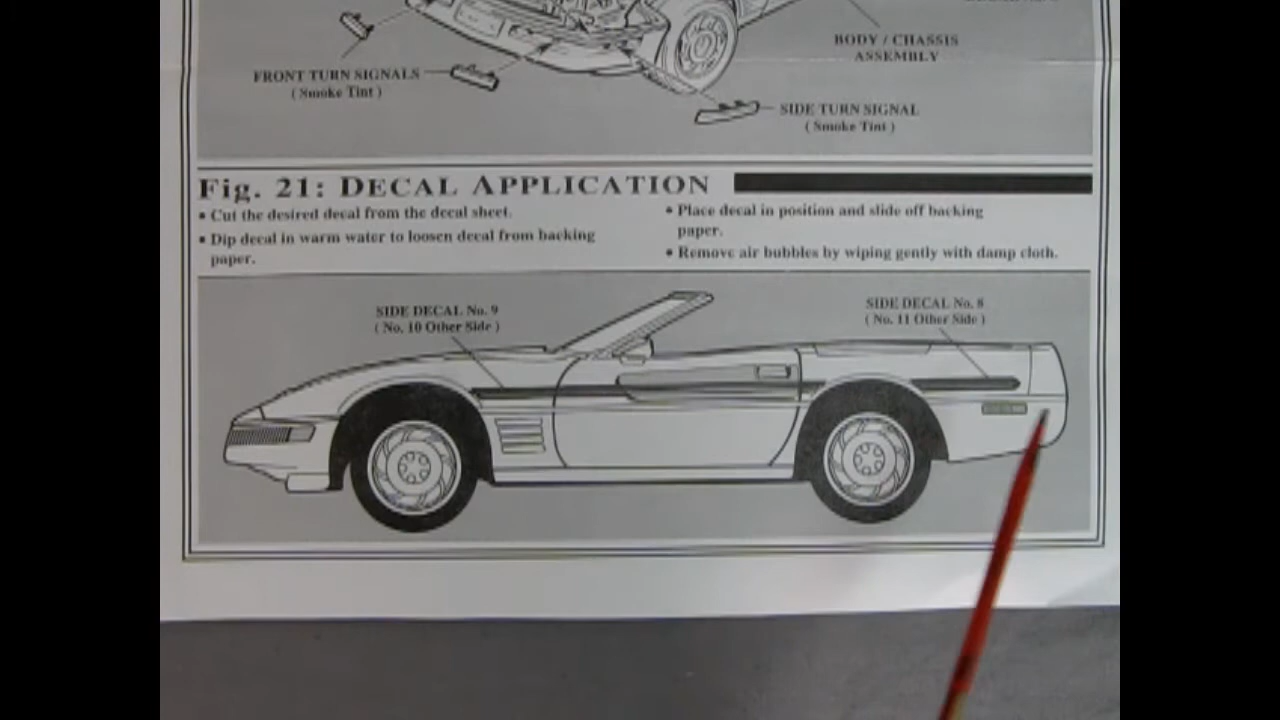 BODY / CHASSIS
ASSEMBLY
FRONT TURN SIGNALS
( Smoke Tint )
SIDE TURN SIGNAL
( Smoke Tint )
Fig. 21: DECAL APPLICATION
• Cut the desired decal from the decal sheet.
• Dip decal in warm water to loosen decal from backing
paper.
• Place decal in position and slide off backing
paper.
• Remove air bubbles by wiping gently with damp cloth.
SIDE DECAL No. 9
( No. 10 Other Side )
SIDE DECAL No. 8
( No. 11 Other Side )